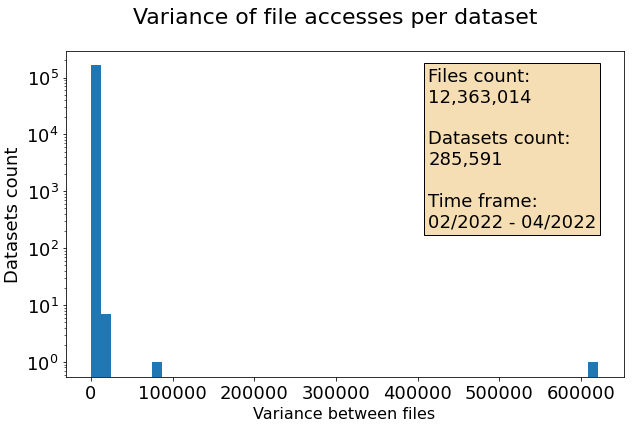 Variance of file accesses per dataset
Files count:
12,363,014
Datasets count:
285,591
Time frame:
02/2022 - 04/2022
Datasets count
10^5
10^4
10^3
10^2
10^1
10^0
0 100000 200000 300000 400000 500000 600000
Variance between files